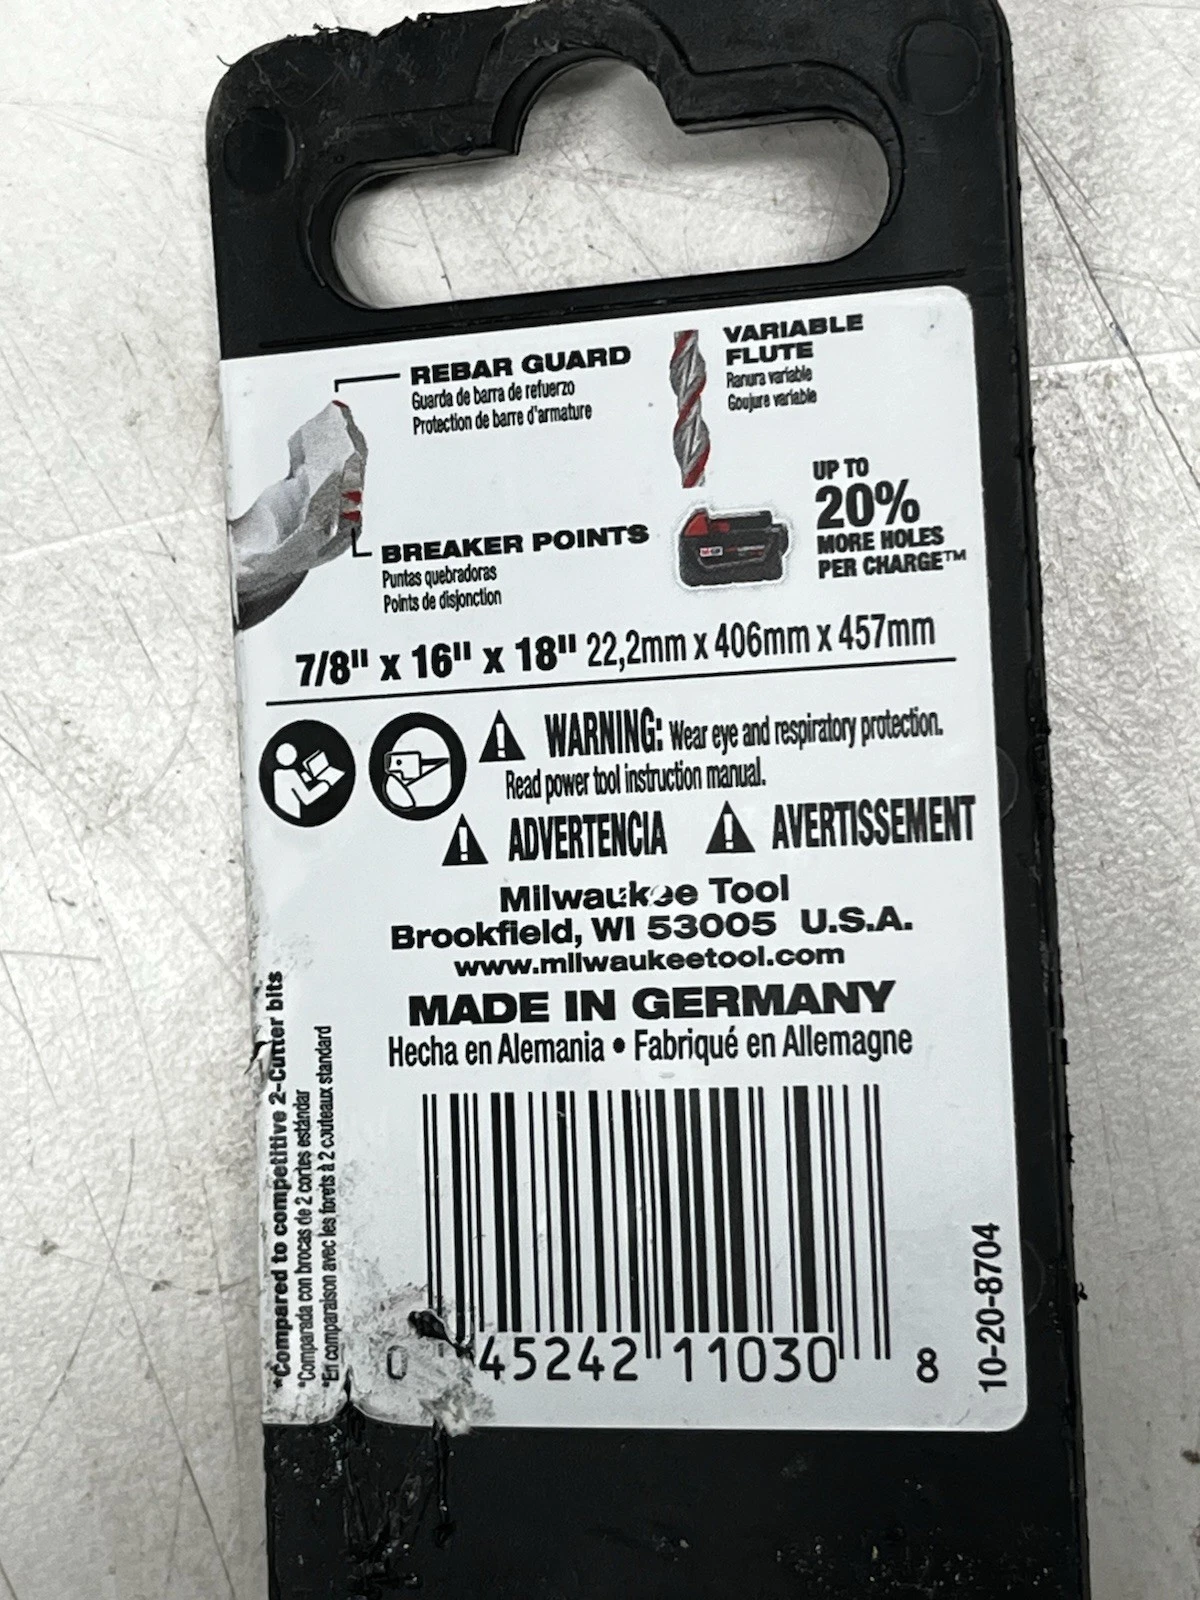 REBAR GUARD
Guarda de barra de refuerzo
Protection de barre d'armature
VARIABLE
FLUTE
Ranura variable
Goujure variable
BREAKER POINTS
Puntas quebradoras
Points de disjonction
UP TO
20%
MORE HOLES
PER CHARGE™
7/8" x 16" x 18" 22,2mm x 406mm x 457mm
WARNING: Wear eye and respiratory protection.
Read power tool instruction manual.
ADVERTENCIA AVERTISSEMENT
Milwaukee Tool
Brookfield, WI 53005 U.S.A.
www.milwaukeetool.com
MADE IN GERMANY
Hecha en Alemania • Fabriqué en Allemagne
*Compared to competitive 2-Cutter bits
*Comparada con brocas de 2 cortes estándar
*En comparaison avec les forets à 2 couteaux standard
0 45242 11030 8
10-20-8704